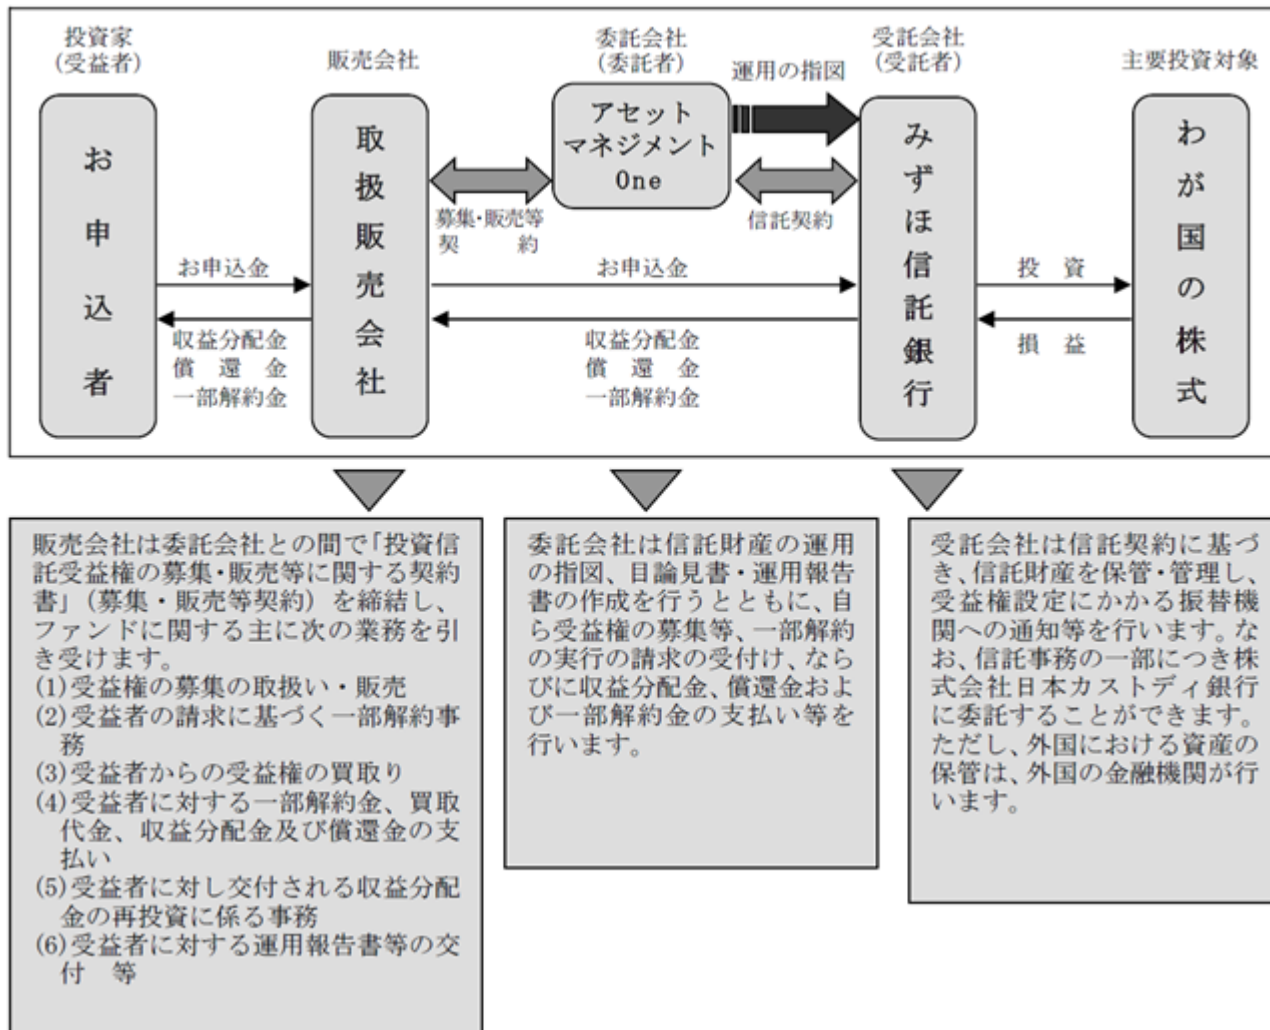 投資家
(受益者)
販売会社
委託会社
(委託者)
受託会社
(受託者)
主要投資対象
運用の指図
お申込者
取扱販売会社
アセット
マネジメント
One
みずほ信託銀行
わが国の株式
募集・販売等
契　　約
信託契約
お申込金
収益分配金
償　還　金
一部解約金
お申込金
収益分配金
償　還　金
一部解約金
投　資
損　益
販売会社は委託会社との間で「投資信
託受益権の募集・販売等に関する契約
書」（募集・販売等契約）を締結し、
ファンドに関する主に次の業務を引
き受けます。
(1)受益権の募集の取扱い・販売
(2)受益者の請求に基づく一部解約事
務
(3)受益者からの受益権の買取り
(4)受益者に対する一部解約金、買取
代金、収益分配金及び償還金の支
払い
(5)受益者に対し交付される収益分配
金の再投資に係る事務
(6)受益者に対する運用報告書等の交
付　等
委託会社は信託財産の運用
の指図、目論見書・運用報告
書の作成を行うとともに、自
ら受益権の募集等、一部解約
の実行の請求の受付け、なら
びに収益分配金、償還金およ
び一部解約金の支払い等を
行います。
受託会社は信託契約に基づ
き、信託財産を保管・管理し、
受益権設定にかかる振替機
関への通知等を行います。な
お、信託事務の一部につき株
式会社日本カストディ銀行
に委託することができます。
ただし、外国における資産の
保管は、外国の金融機関が行
います。